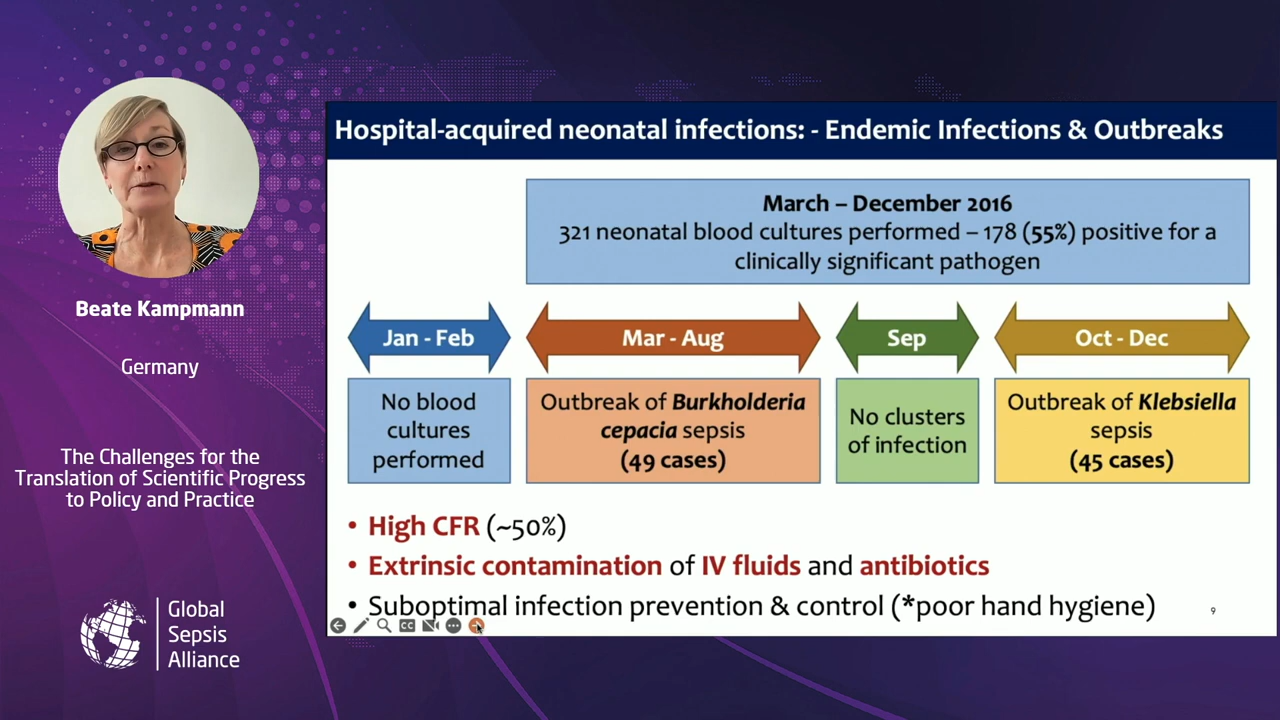 Beate Kampmann
Germany
The Challenges for the
Translation of Scientific Progress
to Policy and Practice
Global
Sepsis
Alliance
Hospital-acquired neonatal infections: - Endemic Infections & Outbreaks
March – December 2016
321 neonatal blood cultures performed – 178 (55%) positive for a
clinically significant pathogen
Jan - Feb
Mar - Aug
Sep
Oct - Dec
No blood
cultures
performed
Outbreak of Burkholderia
cepacia sepsis
(49 cases)
No clusters
of infection
Outbreak of Klebsiella
sepsis
(45 cases)
• High CFR (~50%)
• Extrinsic contamination of IV fluids and antibiotics
• Suboptimal infection prevention & control (*poor hand hygiene)
9
CC